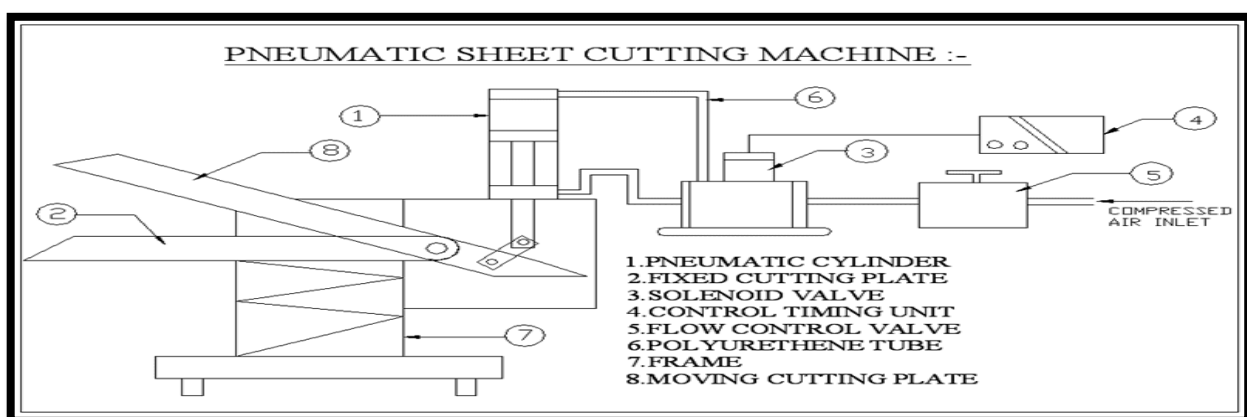 PNEUMATIC SHEET CUTTING MACHINE :-
1
6
8
3
4
5
2
COMPRESSED
AIR INLET
7
1.PNEUMATIC CYLINDER
2.FIXED CUTTING PLATE
3.SOLENOID VALVE
4.CONTROL TIMING UNIT
5.FLOW CONTROL VALVE
6.POLYURETHENE TUBE
7.FRAME
8.MOVING CUTTING PLATE